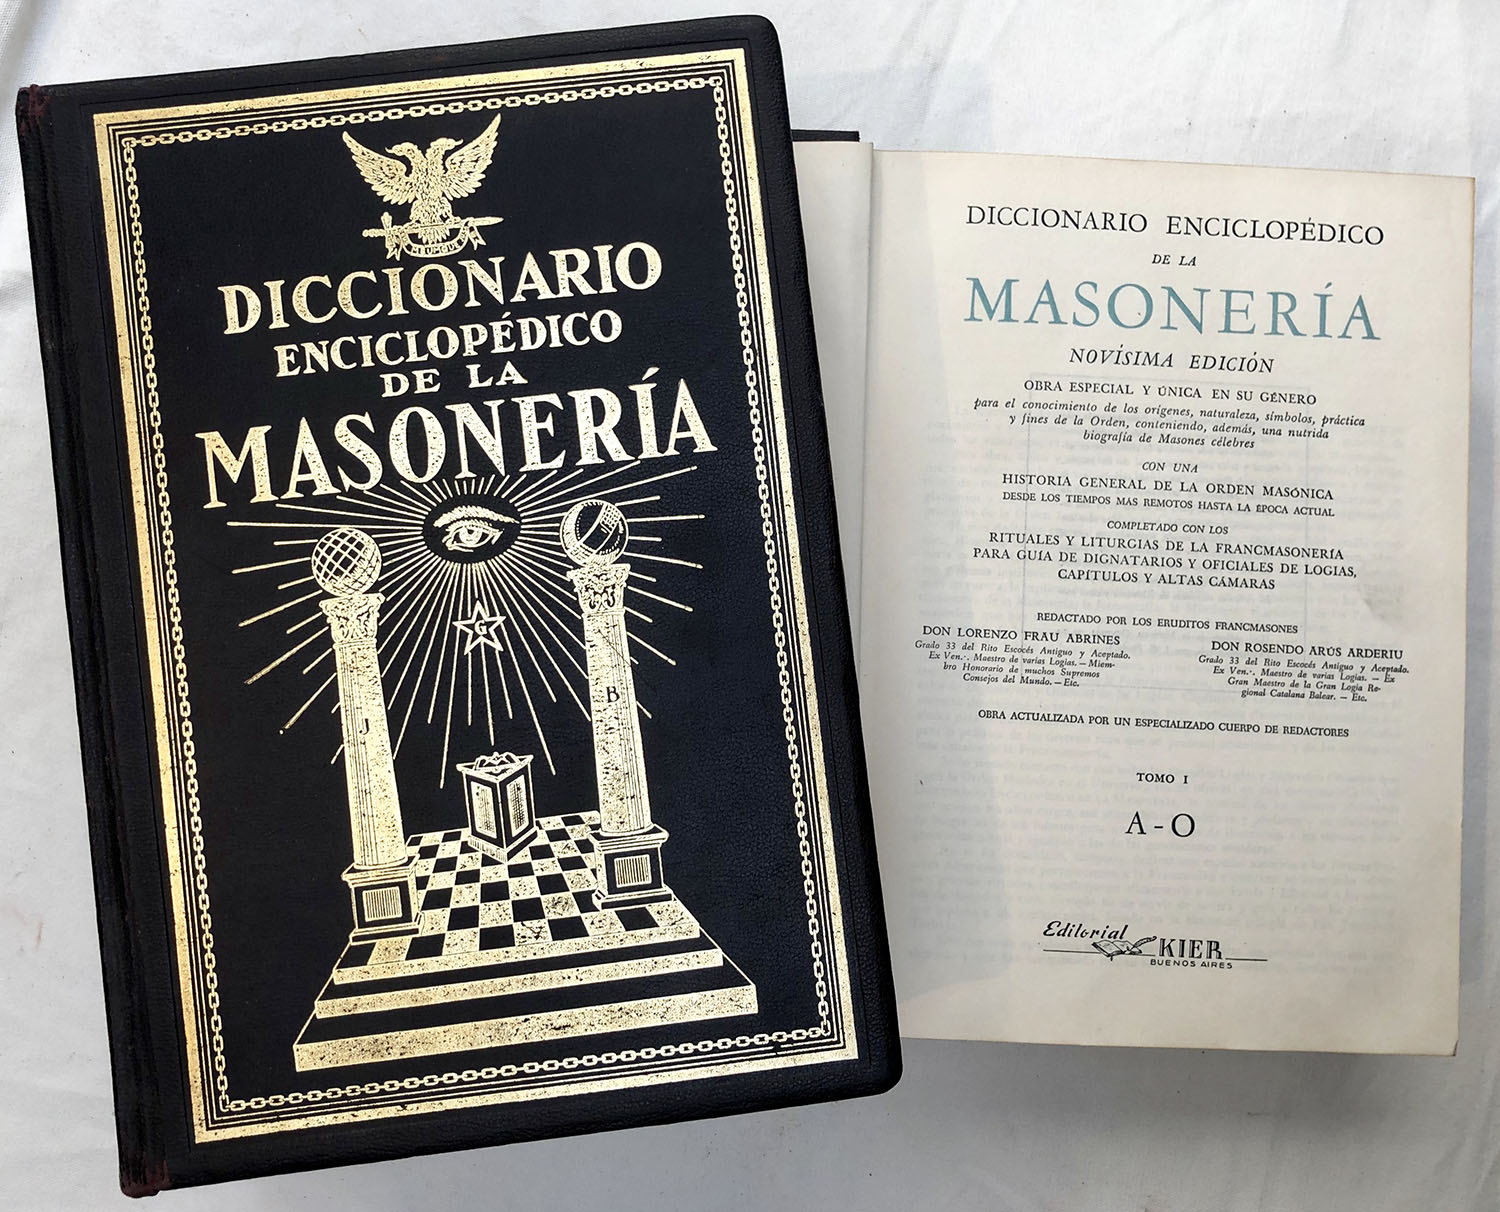 DICCIONARIO
ENCICLOPÉDICO
DE LA
MASONERÍA
G
J
B
DICCIONARIO ENCICLOPÉDICO
DE LA
MASONERÍA
NOVÍSIMA EDICIÓN
OBRA ESPECIAL Y ÚNICA EN SU GÉNERO
para el conocimiento de los orígenes, naturaleza, símbolos, práctica
y fines de la Orden, conteniendo, además, una nutrida
biografía de Masones célebres
CON UNA
HISTORIA GENERAL DE LA ORDEN MASÓNICA
DESDE LOS TIEMPOS MÁS REMOTOS HASTA LA ÉPOCA ACTUAL
COMPLETADO CON LOS
RITUALES Y LITURGIAS DE LA FRANCMASONERÍA
PARA GUÍA DE DIGNATARIOS Y OFICIALES DE LOGIAS,
CAPÍTULOS Y ALTAS CÁMARAS
REDACTADO POR LOS ERUDITOS FRANCMASONES
DON LORENZO FRAU ABRINES
Grado 33 del Rito Escocés Antiguo y Aceptado.
Ex Ven.·. Maestro de varias Logias. — Miem-
bro Honorario de muchos Supremos
Consejos del Mundo. — Etc.
DON ROSENDO ARÚS ARDERIU
Grado 33 del Rito Escocés Antiguo y Aceptado.
Ex Ven.·. Maestro de varias Logias. — Ex
Gran Maestro de la Gran Logia Re-
gional Catalana Balear. — Etc.
OBRA ACTUALIZADA POR UN ESPECIALIZADO CUERPO DE REDACTORES
TOMO I
A - O
Editorial
KIER
BUENOS AIRES